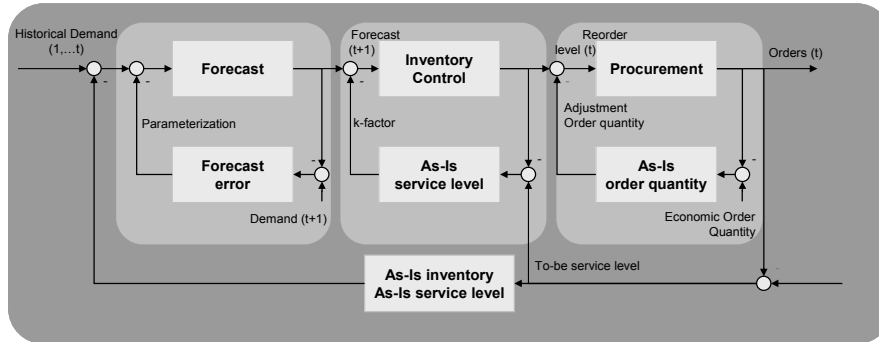 Historical Demand
(1,…t)
Forecast
(t+1)
Reorder
level (t)
Orders (t)
Forecast
Inventory
Control
Procurement
Parameterization
k-factor
Adjustment
Order quantity
Forecast
error
As-Is
service level
As-Is
order quantity
Demand (t+1)
Economic Order
Quantity
To-be service level
As-Is inventory
As-Is service level